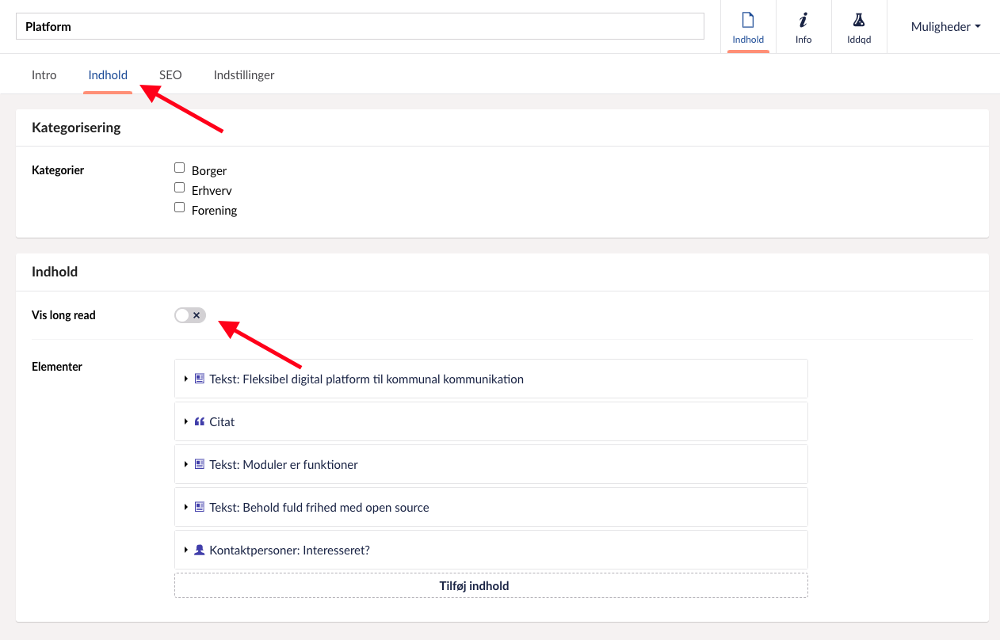 Platform
Indhold
Info
Iddqd
Muligheder
Intro
Indhold
SEO
Indstillinger
Kategorisering
Kategorier
Borger
Erhverv
Forening
Indhold
Vis long read
Elementer
Tekst: Fleksibel digital platform til kommunal kommunikation
Citat
Tekst: Moduler er funktioner
Tekst: Behold fuld frihed med open source
Kontaktpersoner: Interesseret?
Tilføj indhold